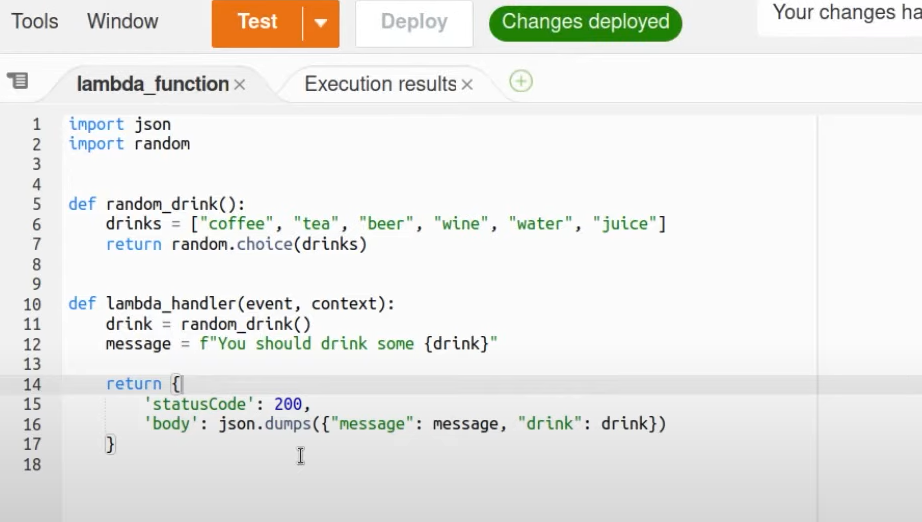 Tools Window Test Deploy Changes deployed Your changes ha
lambda_function × Execution results ×
1 import json
2 import random
3
4
5 def random_drink():
6     drinks = ["coffee", "tea", "beer", "wine", "water", "juice"]
7     return random.choice(drinks)
8
9
10 def lambda_handler(event, context):
11     drink = random_drink()
12     message = f"You should drink some {drink}"
13
14     return {
15         'statusCode': 200,
16         'body': json.dumps({"message": message, "drink": drink})
17     }
18